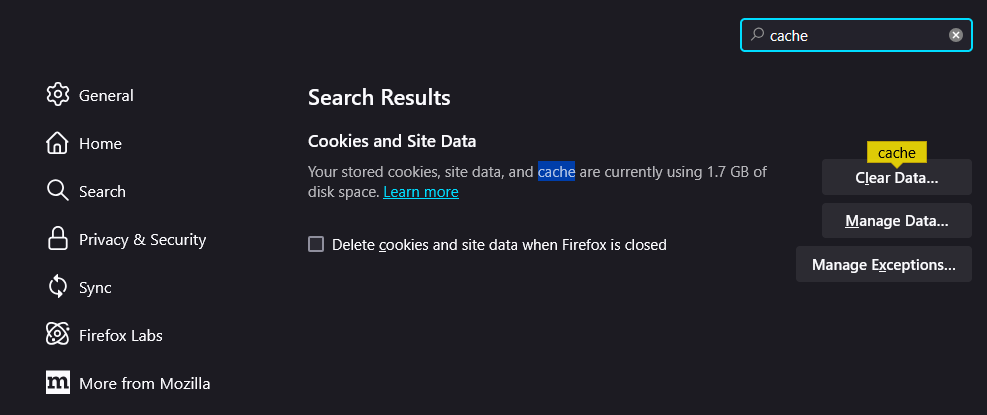 cache
General
Home
Search
Privacy & Security
Sync
Firefox Labs
m
More from Mozilla
Search Results
Cookies and Site Data
Your stored cookies, site data, and cache are currently using 1.7 GB of
disk space. Learn more
Delete cookies and site data when Firefox is closed
cache
Clear Data...
Manage Data...
Manage Exceptions...